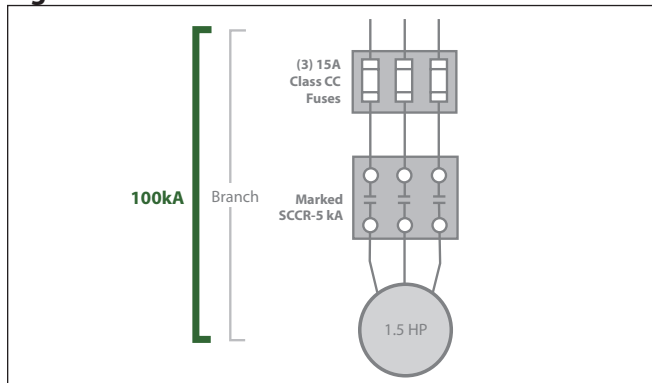 (3) 15A
Class CC
Fuses
100kA
Branch
Marked
SCCR-5 kA
1.5 HP